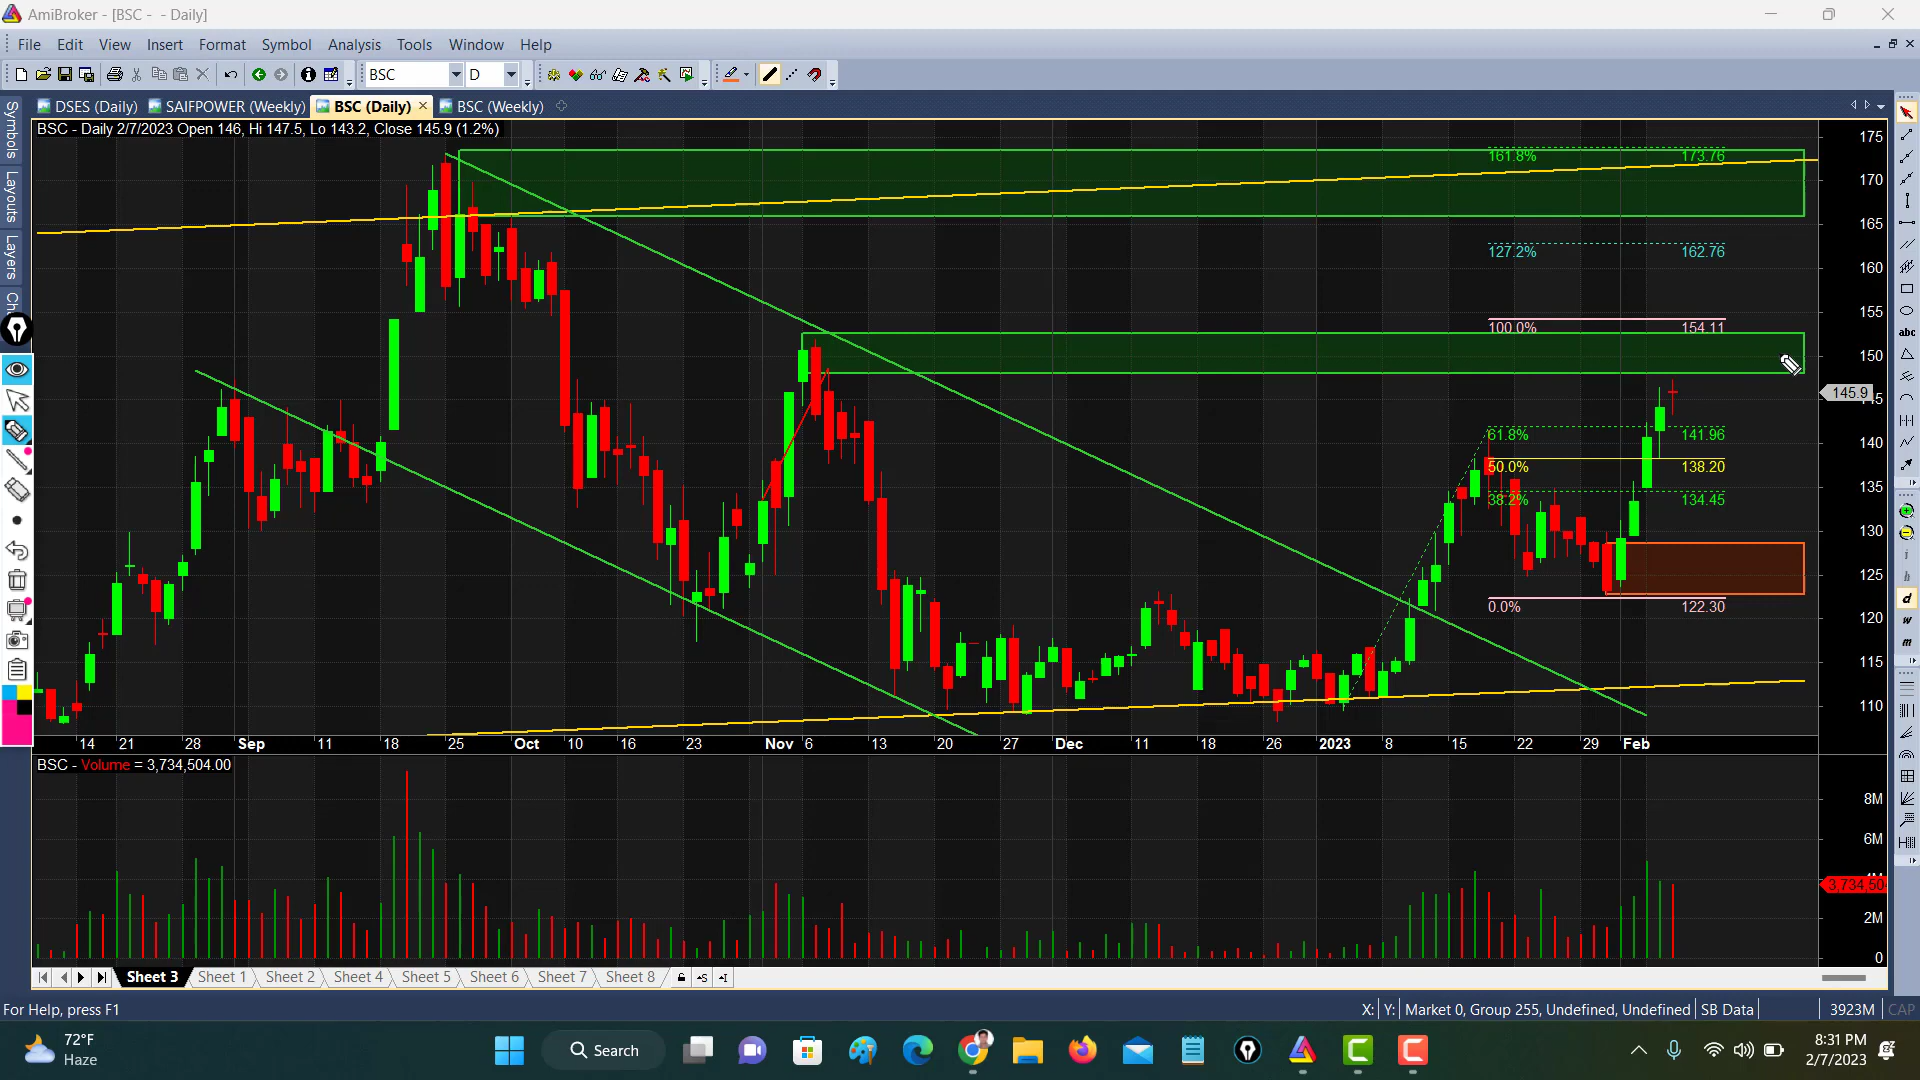 AmiBroker - [BSC - - Daily]
File Edit View Insert Format Symbol Analysis Tools Window Help
BSC D
DSES (Daily) SAIFPOWER (Weekly) BSC (Daily) BSC (Weekly)
BSC - Daily 2/7/2023 Open 146, Hi 147.5, Lo 143.2, Close 145.9 (1.2%)
Symbols
Layouts
Layers
161.8% 173.76
127.2% 162.76
100.0% 154.11
61.8% 141.96
50.0% 138.20
38.2% 134.45
0.0% 122.30
175
170
165
160
155
150
145.9
140
135
130
125
120
115
110
14 21 28 Sep 11 18 25 Oct 10 16 23 Nov 6 13 20 27 Dec 11 18 26 2023 8 15 22 29 Feb
BSC - Volume = 3,734,504.00
8M
6M
3,734,50
2M
0
abc
i
h
d
w
m
Sheet 3 Sheet 1 Sheet 2 Sheet 4 Sheet 5 Sheet 6 Sheet 7 Sheet 8
For Help, press F1
X: Y: Market 0, Group 255, Undefined, Undefined SB Data 3923M CAP
72°F
Haze
Search
8:31 PM
2/7/2023